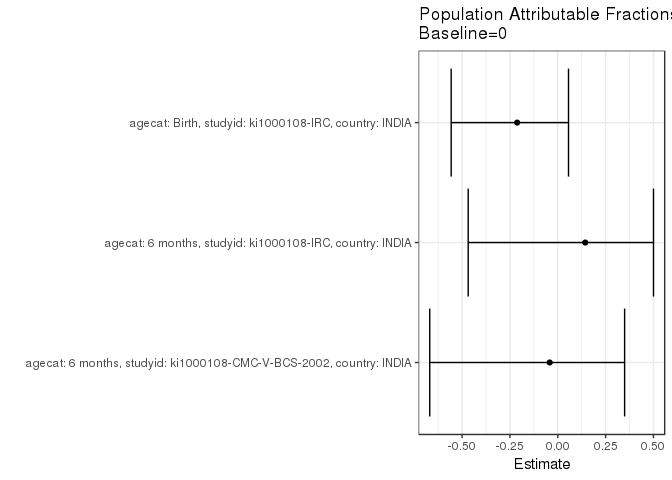 Population Attributable Fractions
Baseline=0
agecat: Birth, studyid: ki1000108-IRC, country: INDIA
agecat: 6 months, studyid: ki1000108-IRC, country: INDIA
agecat: 6 months, studyid: ki1000108-CMC-V-BCS-2002, country: INDIA
-0.50 -0.25 0.00 0.25 0.50
Estimate